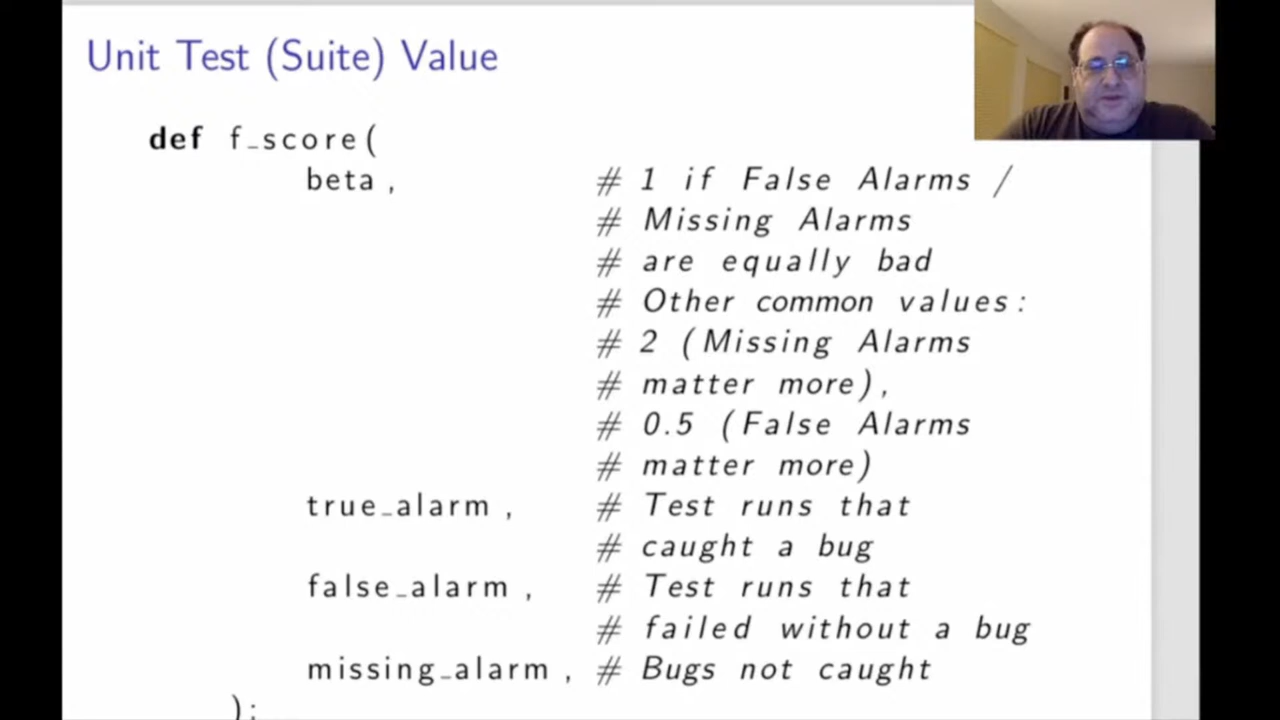 Unit Test (Suite) Value
def f_score(
beta, # 1 if False Alarms /
# Missing Alarms
# are equally bad
# Other common values:
# 2 (Missing Alarms
# matter more),
# 0.5 (False Alarms
# matter more)
true_alarm, # Test runs that
# caught a bug
false_alarm, # Test runs that
# failed without a bug
missing_alarm, # Bugs not caught
):